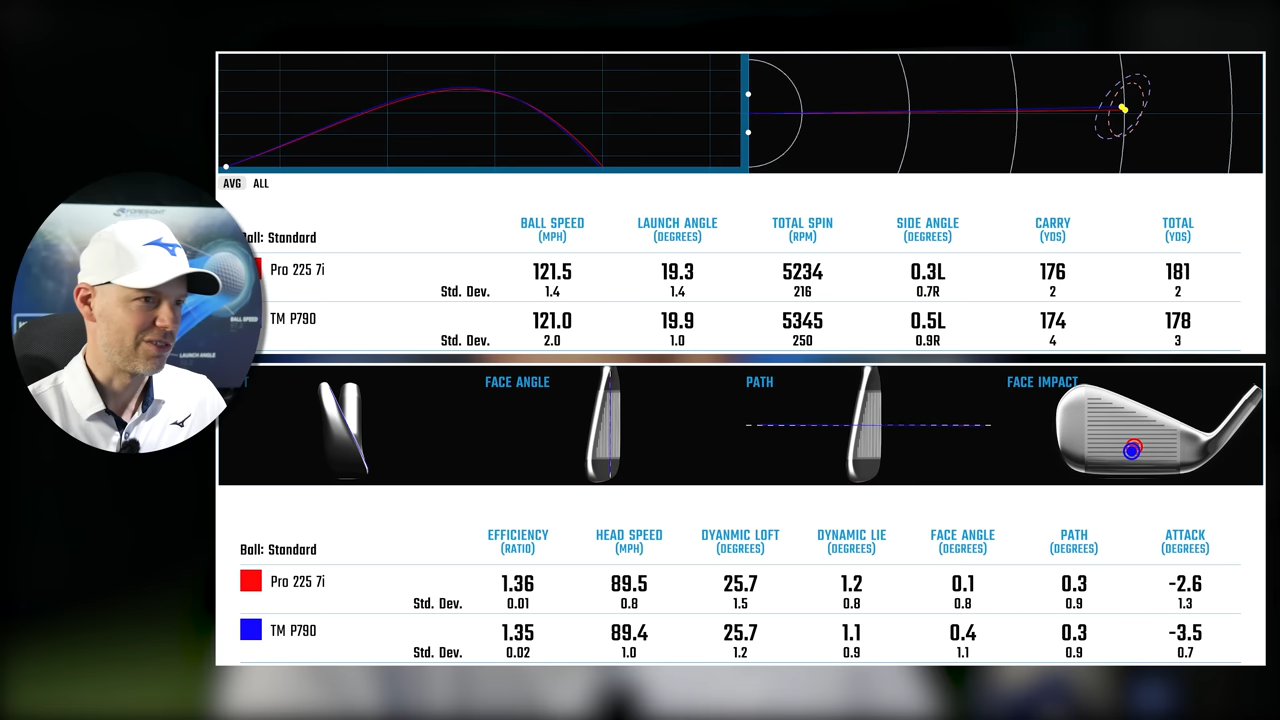 AVG ALL
BALL SPEED LAUNCH ANGLE TOTAL SPIN SIDE ANGLE CARRY TOTAL
Ball: Standard (MPH) (DEGREES) (RPM) (DEGREES) (YDS) (YDS)
Pro 225 7i 121.5 19.3 5234 0.3L 176 181
Std. Dev. 1.4 1.4 216 0.7R 2 2
TM P790 121.0 19.9 5345 0.5L 174 178
Std. Dev. 2.0 1.0 250 0.9R 4 3
FORESIGHT
BALL SPEED
LAUNCH ANGLE
T FACE ANGLE PATH FACE IMPACT
EFFICIENCY HEAD SPEED DYANMIC LOFT DYNAMIC LIE FACE ANGLE PATH ATTACK
Ball: Standard (RATIO) (MPH) (DEGREES) (DEGREES) (DEGREES) (DEGREES) (DEGREES)
Pro 225 7i 1.36 89.5 25.7 1.2 0.1 0.3 -2.6
Std. Dev. 0.01 0.8 1.5 0.8 0.8 0.9 1.3
TM P790 1.35 89.4 25.7 1.1 0.4 0.3 -3.5
Std. Dev. 0.02 1.0 1.2 0.9 1.1 0.9 0.7